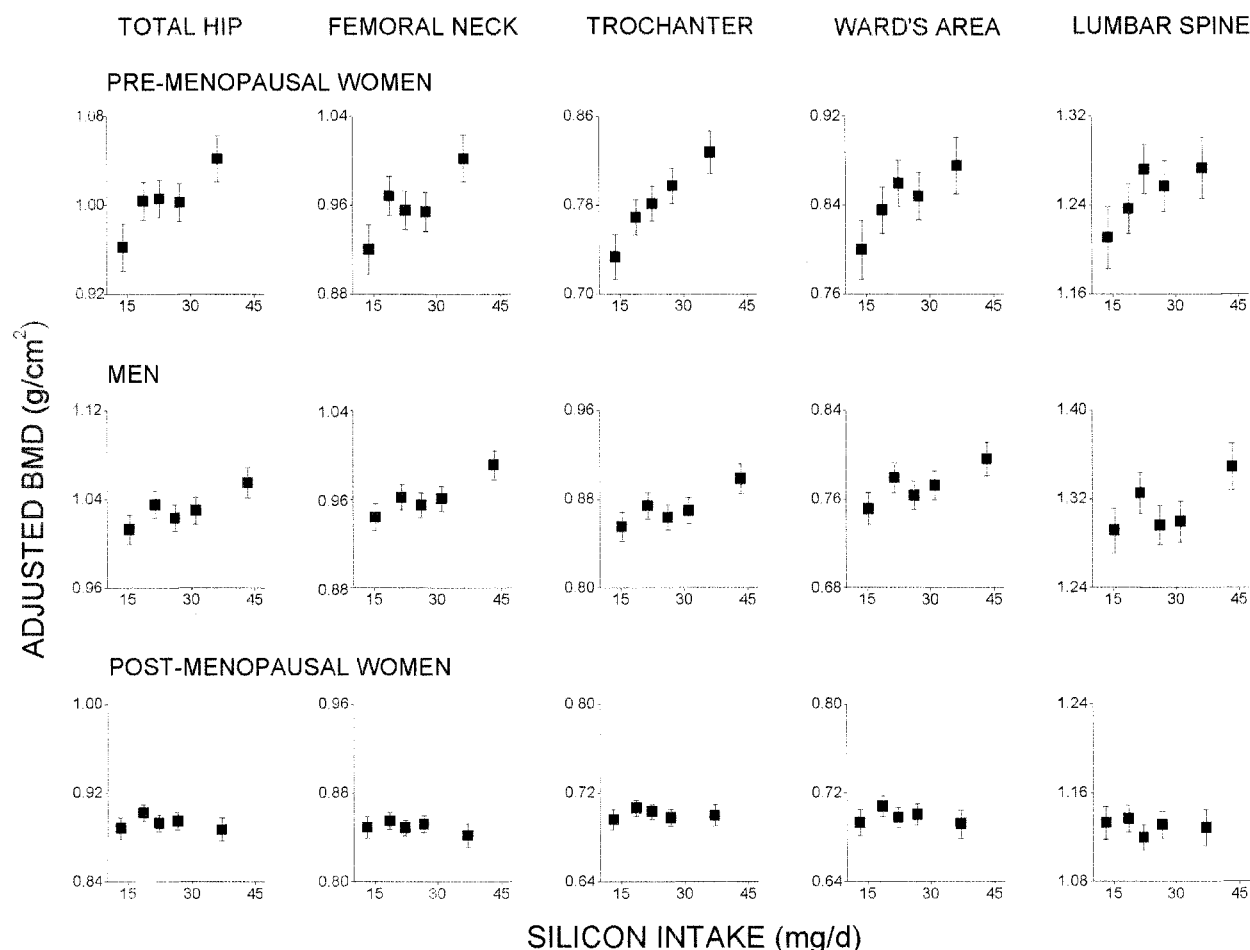 TOTAL HIP FEMORAL NECK TROCHANTER WARD'S AREA LUMBAR SPINE
PRE-MENOPAUSAL WOMEN
1.08 1.04 0.86 0.92 1.32
1.00 0.96 0.78 0.84 1.24
0.92 0.88 0.70 0.76 1.16
15 30 45 15 30 45 15 30 45 15 30 45 15 30 45
MEN
1.12 1.04 0.96 0.84 1.40
1.04 0.96 0.88 0.76 1.32
0.96 0.88 0.80 0.68 1.24
15 30 45 15 30 45 15 30 45 15 30 45 15 30 45
POST-MENOPAUSAL WOMEN
1.00 0.96 0.80 0.80 1.24
0.92 0.86 0.72 0.72 1.16
0.84 0.80 0.64 0.64 1.08
15 30 45 15 30 45 15 30 45 15 30 45 15 30 45
ADJUSTED BMD (g/cm²)
SILICON INTAKE (mg/d)